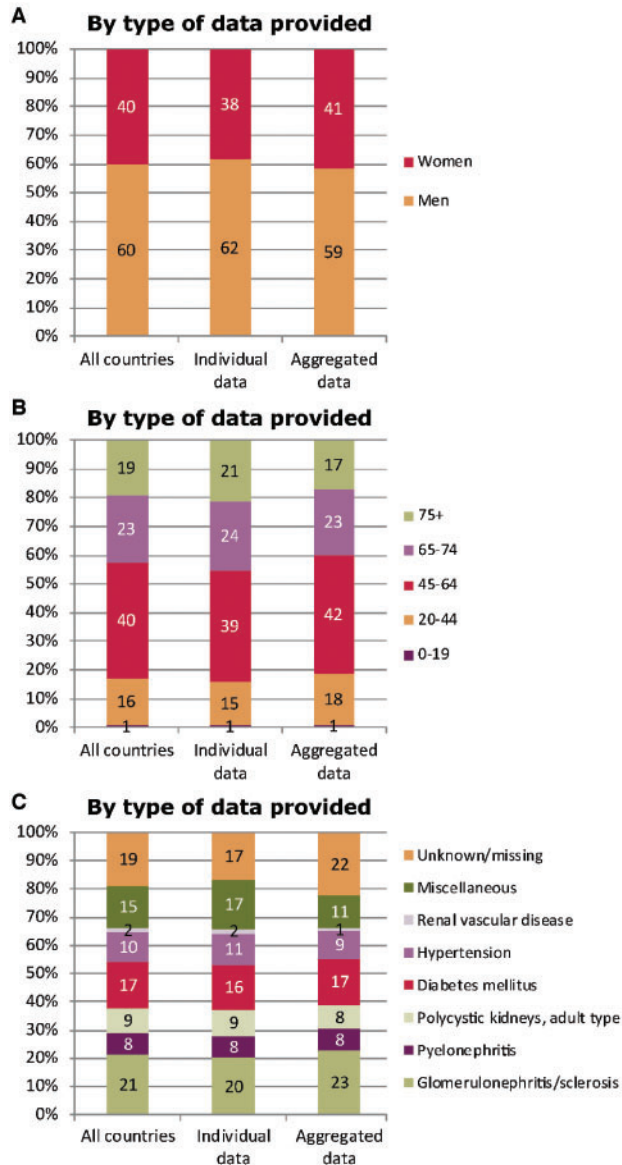 A
By type of data provided
100%
90%
80%
70%
60%
50%
40%
30%
20%
10%
0%
40 38 41
60 62 59
Women
Men
All countries Individual data Aggregated data
B
By type of data provided
100%
90%
80%
70%
60%
50%
40%
30%
20%
10%
0%
19 21 17
23 24 23
40 39 42
16 15 18
1 1 1
75+
65-74
45-64
20-44
0-19
All countries Individual data Aggregated data
C
By type of data provided
100%
90%
80%
70%
60%
50%
40%
30%
20%
10%
0%
19 17 22
15 17 11
2 2 1
10 11 9
17 16 17
9 9 8
8 8 8
21 20 23
Unknown/missing
Miscellaneous
Renal vascular disease
Hypertension
Diabetes mellitus
Polycystic kidneys, adult type
Pyelonephritis
Glomerulonephritis/sclerosis
All countries Individual data Aggregated data